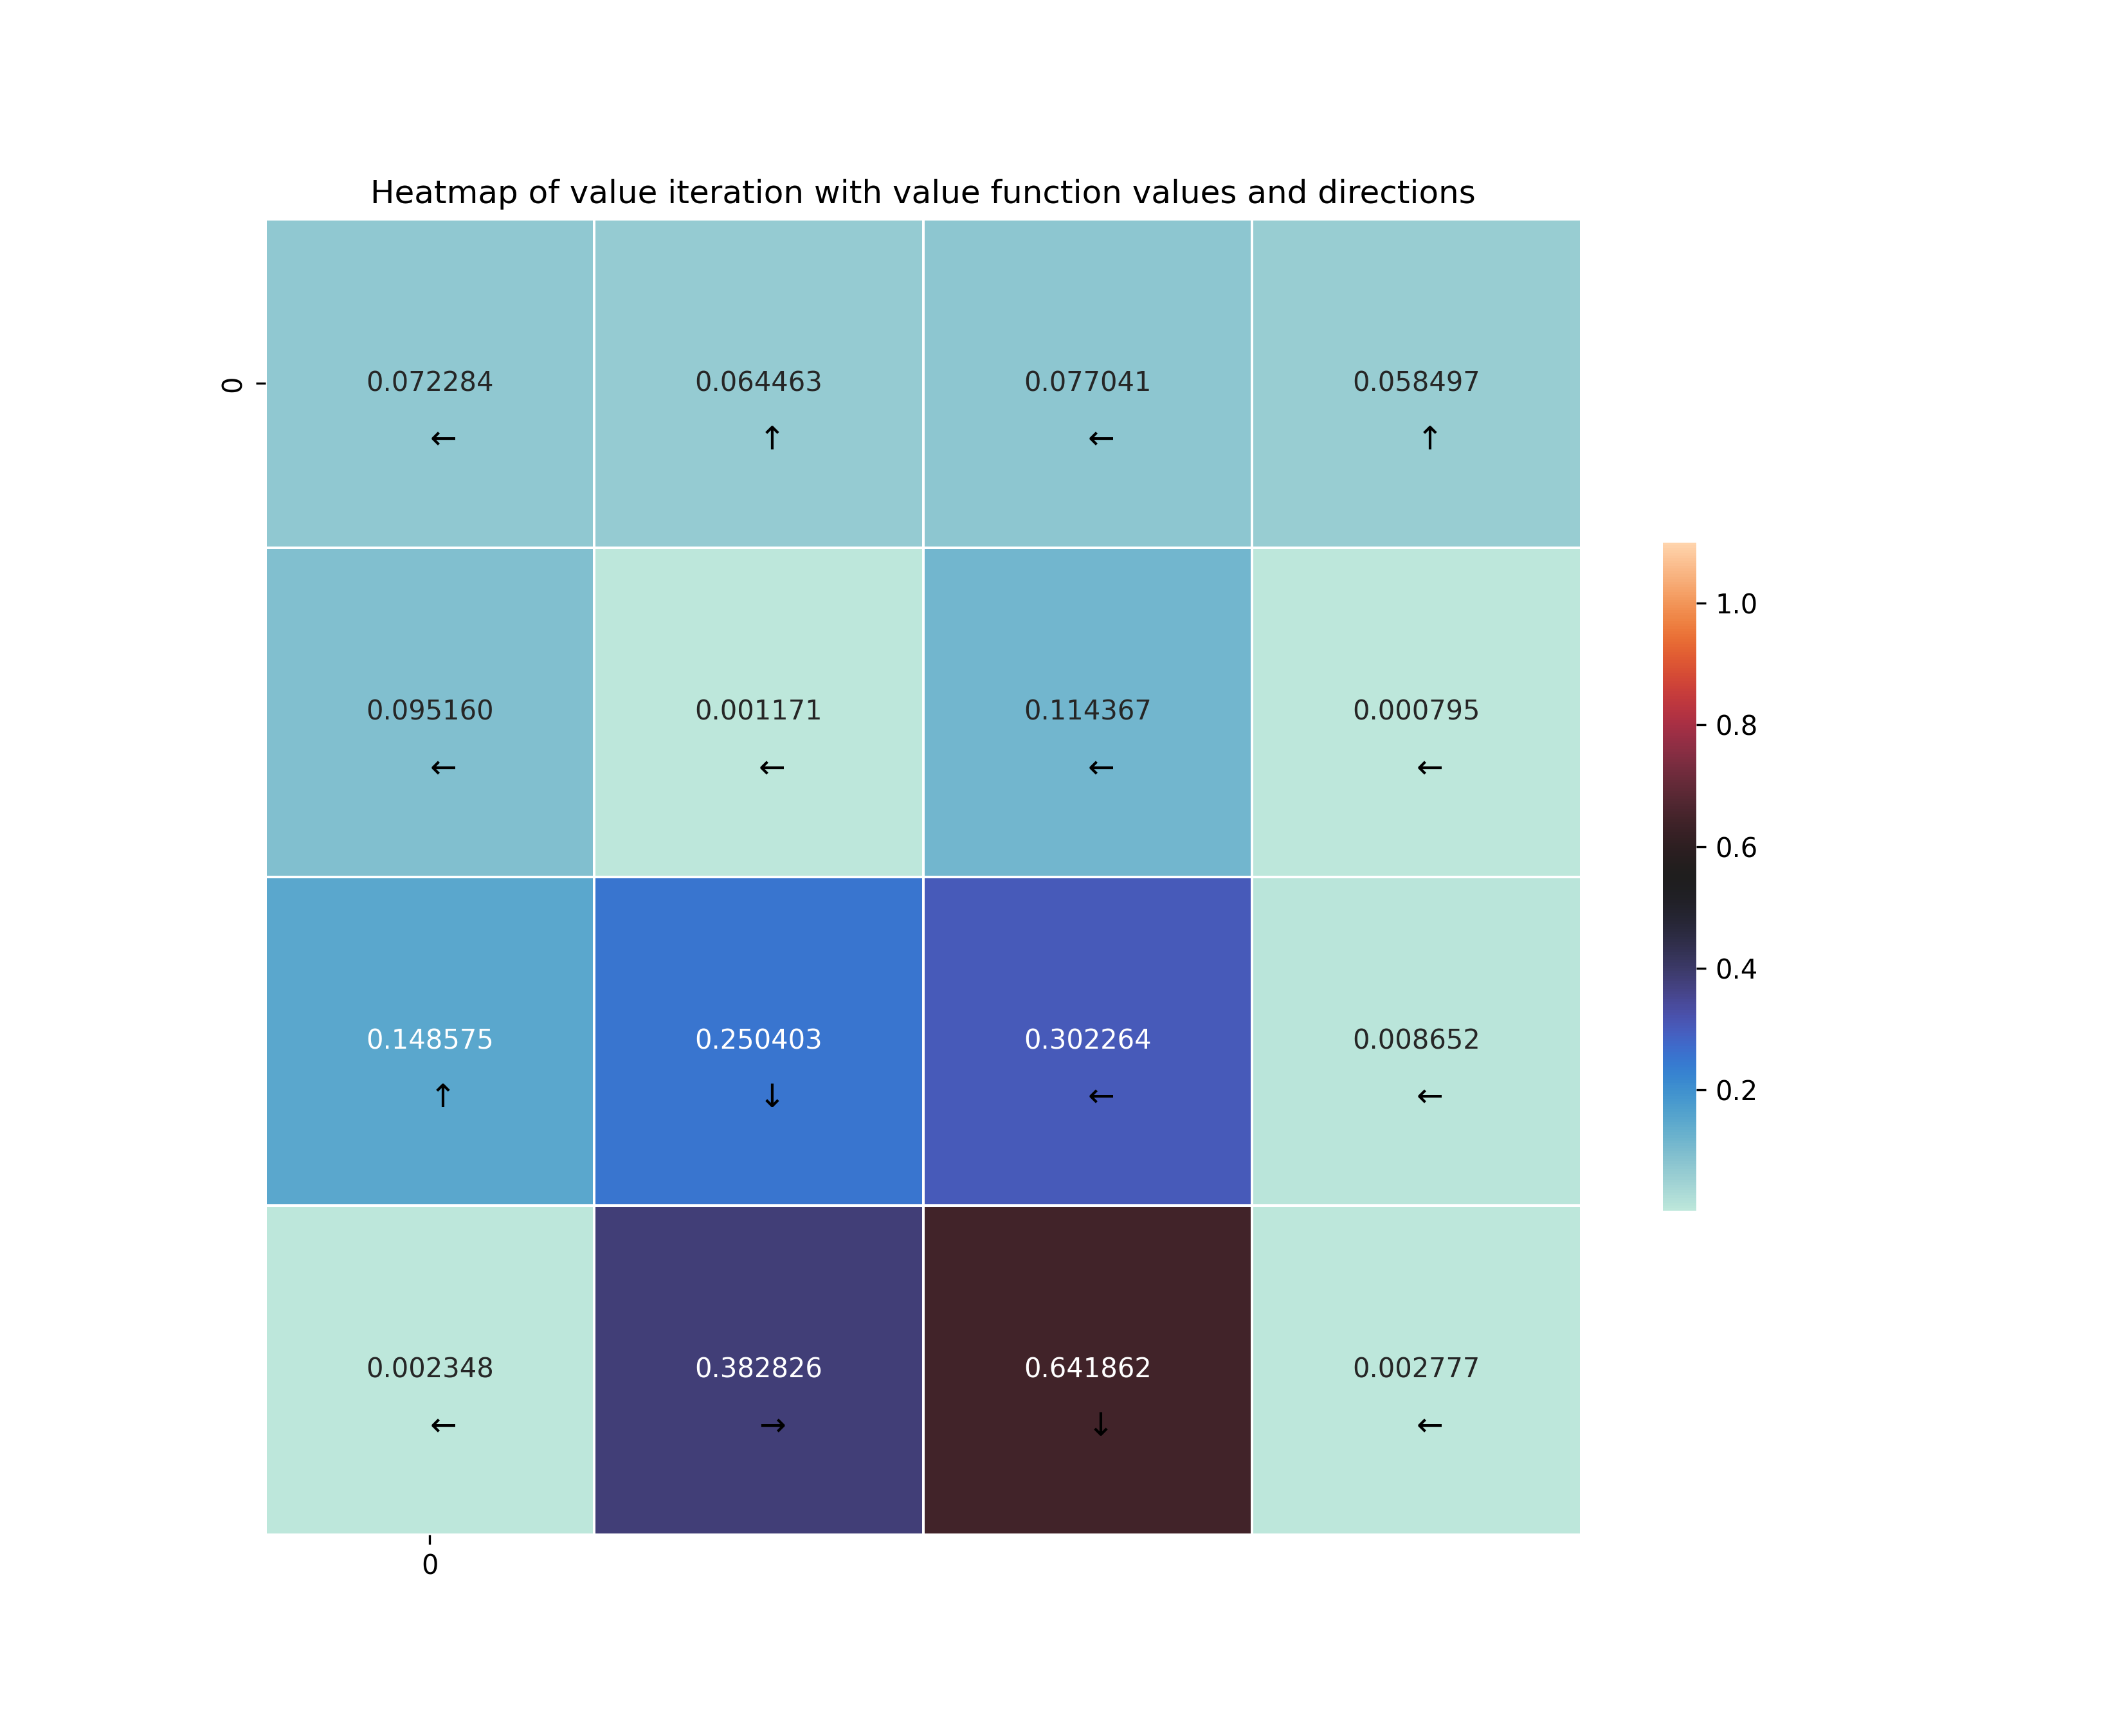 Heatmap of value iteration with value function values and directions
0
0.072284 0.064463 0.077041 0.058497
← ↑ ← ↑
0.095160 0.001171 0.114367 0.000795
← ← ← ←
0.148575 0.250403 0.302264 0.008652
↑ ↓ ← ←
0.002348 0.382826 0.641862 0.002777
← → ↓ ←
0
1.0
0.8
0.6
0.4
0.2